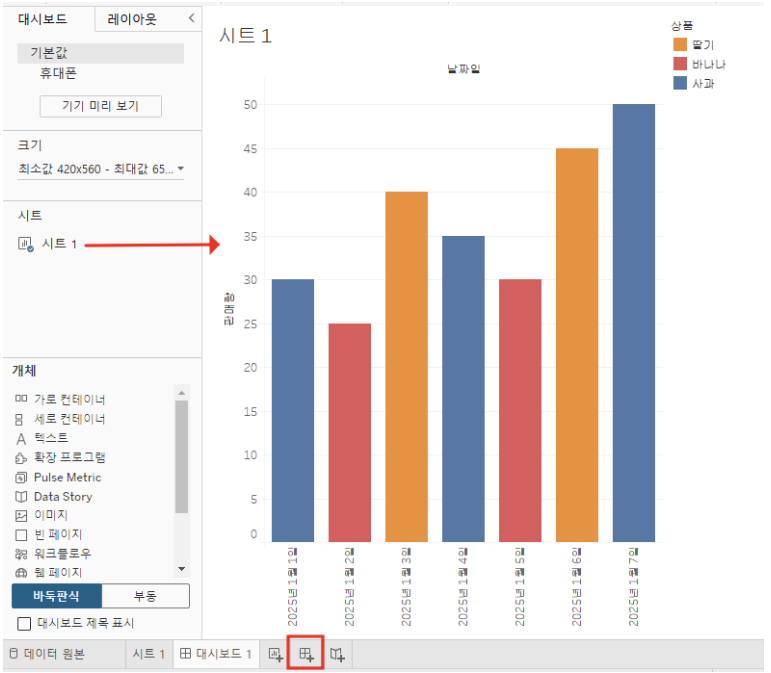 대시보드 레이아웃 <
기본값
휴대폰
기기 미리 보기
크기
최소값 420x560 - 최대값 65...
시트
시트 1
개체
가로 컨테이너
세로 컨테이너
A 텍스트
확장 프로그램
Pulse Metric
Data Story
이미지
빈 페이지
워크플로우
웹 페이지
바둑판식 부동
대시보드 제목 표시
시트 1
날짜일
판매량
50
45
40
35
30
25
20
15
10
5
0
2025년 1월 1일
2025년 1월 2일
2025년 1월 3일
2025년 1월 4일
2025년 1월 5일
2025년 1월 6일
2025년 1월 7일
상품
딸기
바나나
사과
데이터 원본 시트 1 대시보드 1